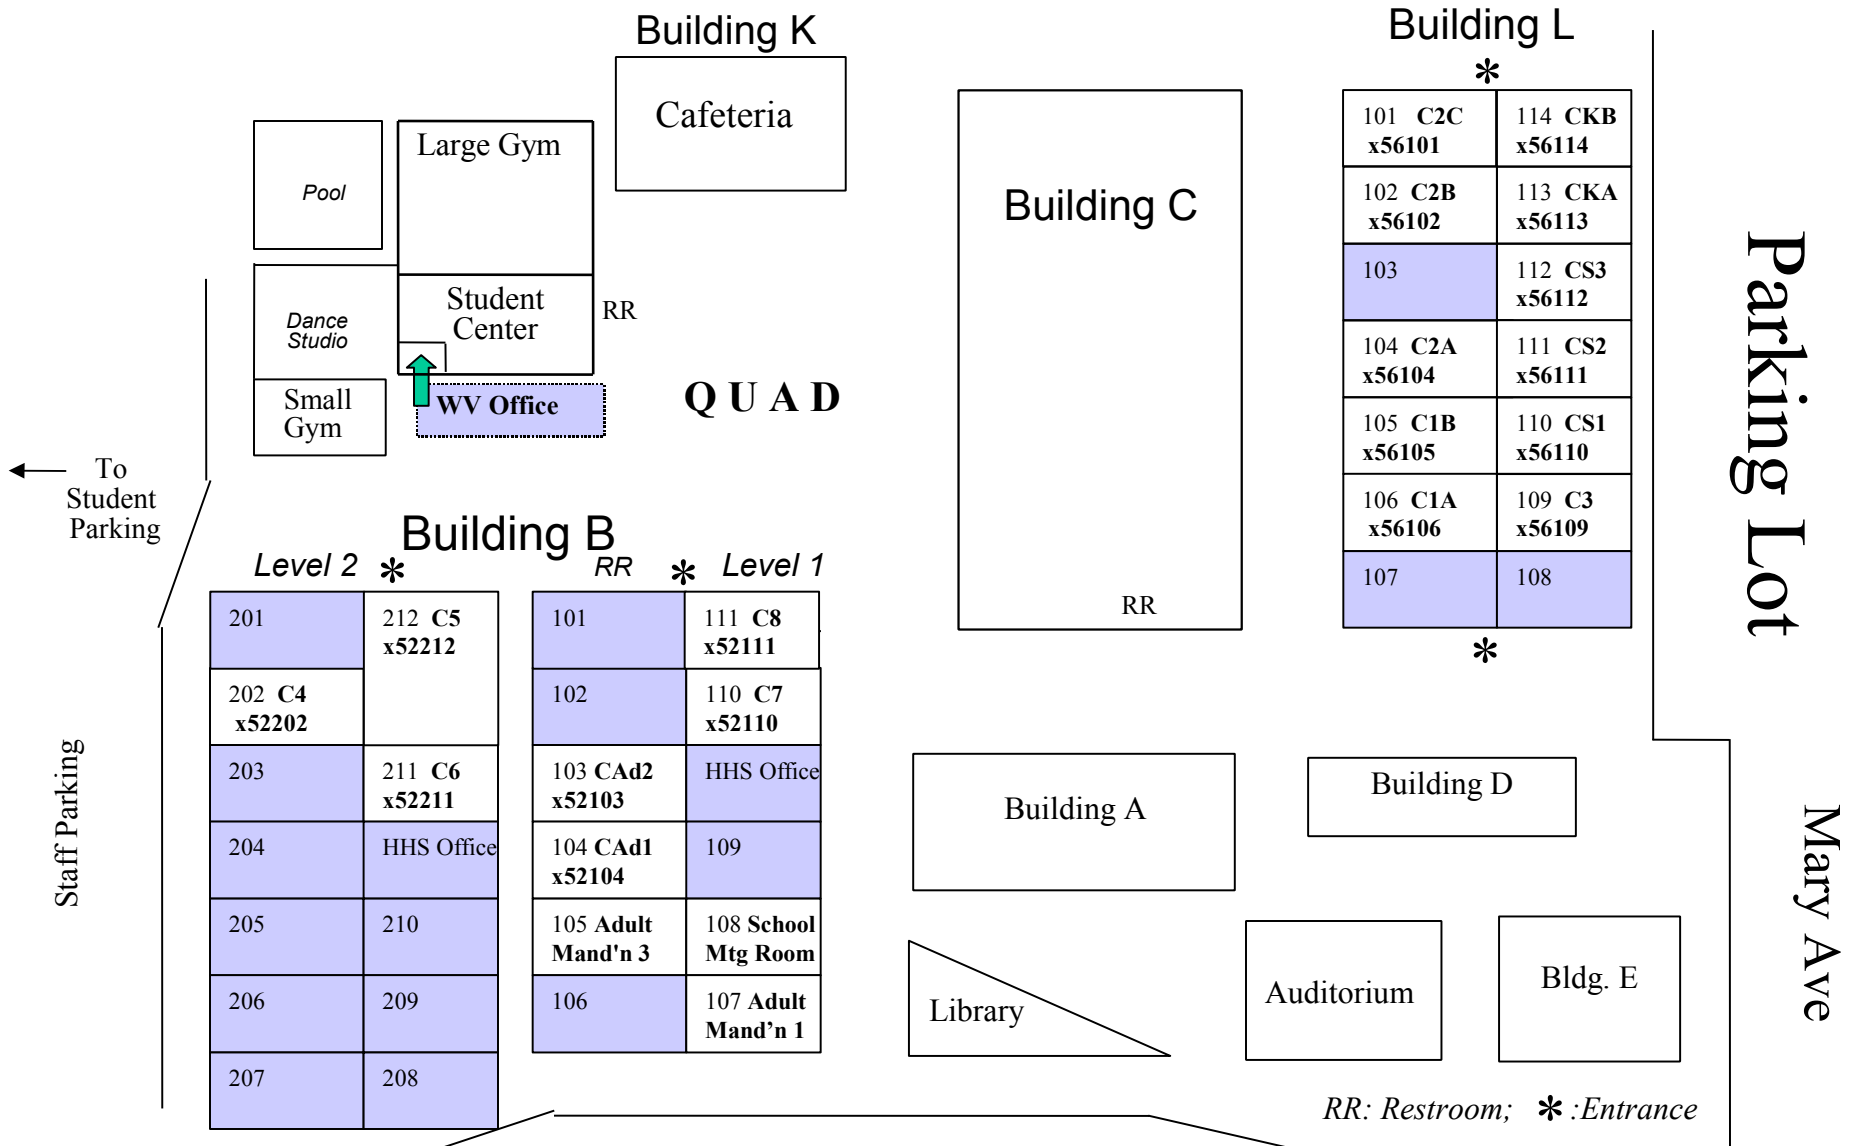 Building K
Cafeteria
Building L
*
101 C2C
x56101
114 CKB
x56114
102 C2B
x56102
113 CKA
x56113
103
112 CS3
x56112
104 C2A
x56104
111 CS2
x56111
105 C1B
x56105
110 CS1
x56110
106 C1A
x56106
109 C3
x56109
107
108
*
Parking Lot
Building C
RR
Large Gym
Pool
Student
Center
RR
Dance
Studio
Small
Gym
WV Office
Q U A D
To
Student
Parking
Building B
Level 2 * RR * Level 1
201
212 C5
x52212
202 C4
x52202
203
211 C6
x52211
204
HHS Office
205
210
206
209
207
208
101
111 C8
x52111
102
110 C7
x52110
103 CAd2
x52103
HHS Office
104 CAd1
x52104
109
105 Adult
Mand'n 3
108 School
Mtg Room
106
107 Adult
Mand’n 1
Staff Parking
Building A
Building D
Library
Auditorium
Bldg. E
Mary Ave
RR: Restroom; * :Entrance